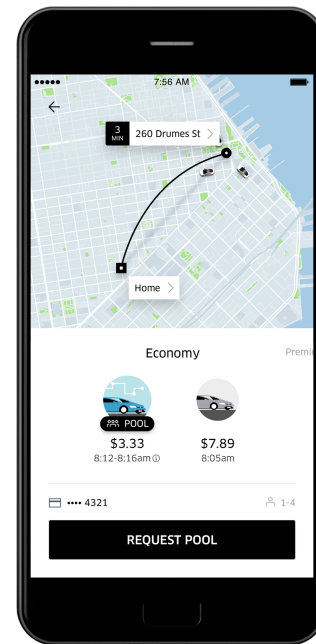 7:56 AM
3 MIN
260 Drumes St
Home
Economy
Premi
POOL
$3.33
$7.89
8:12-8:16am
8:05am
•••• 4321
1-4
REQUEST POOL